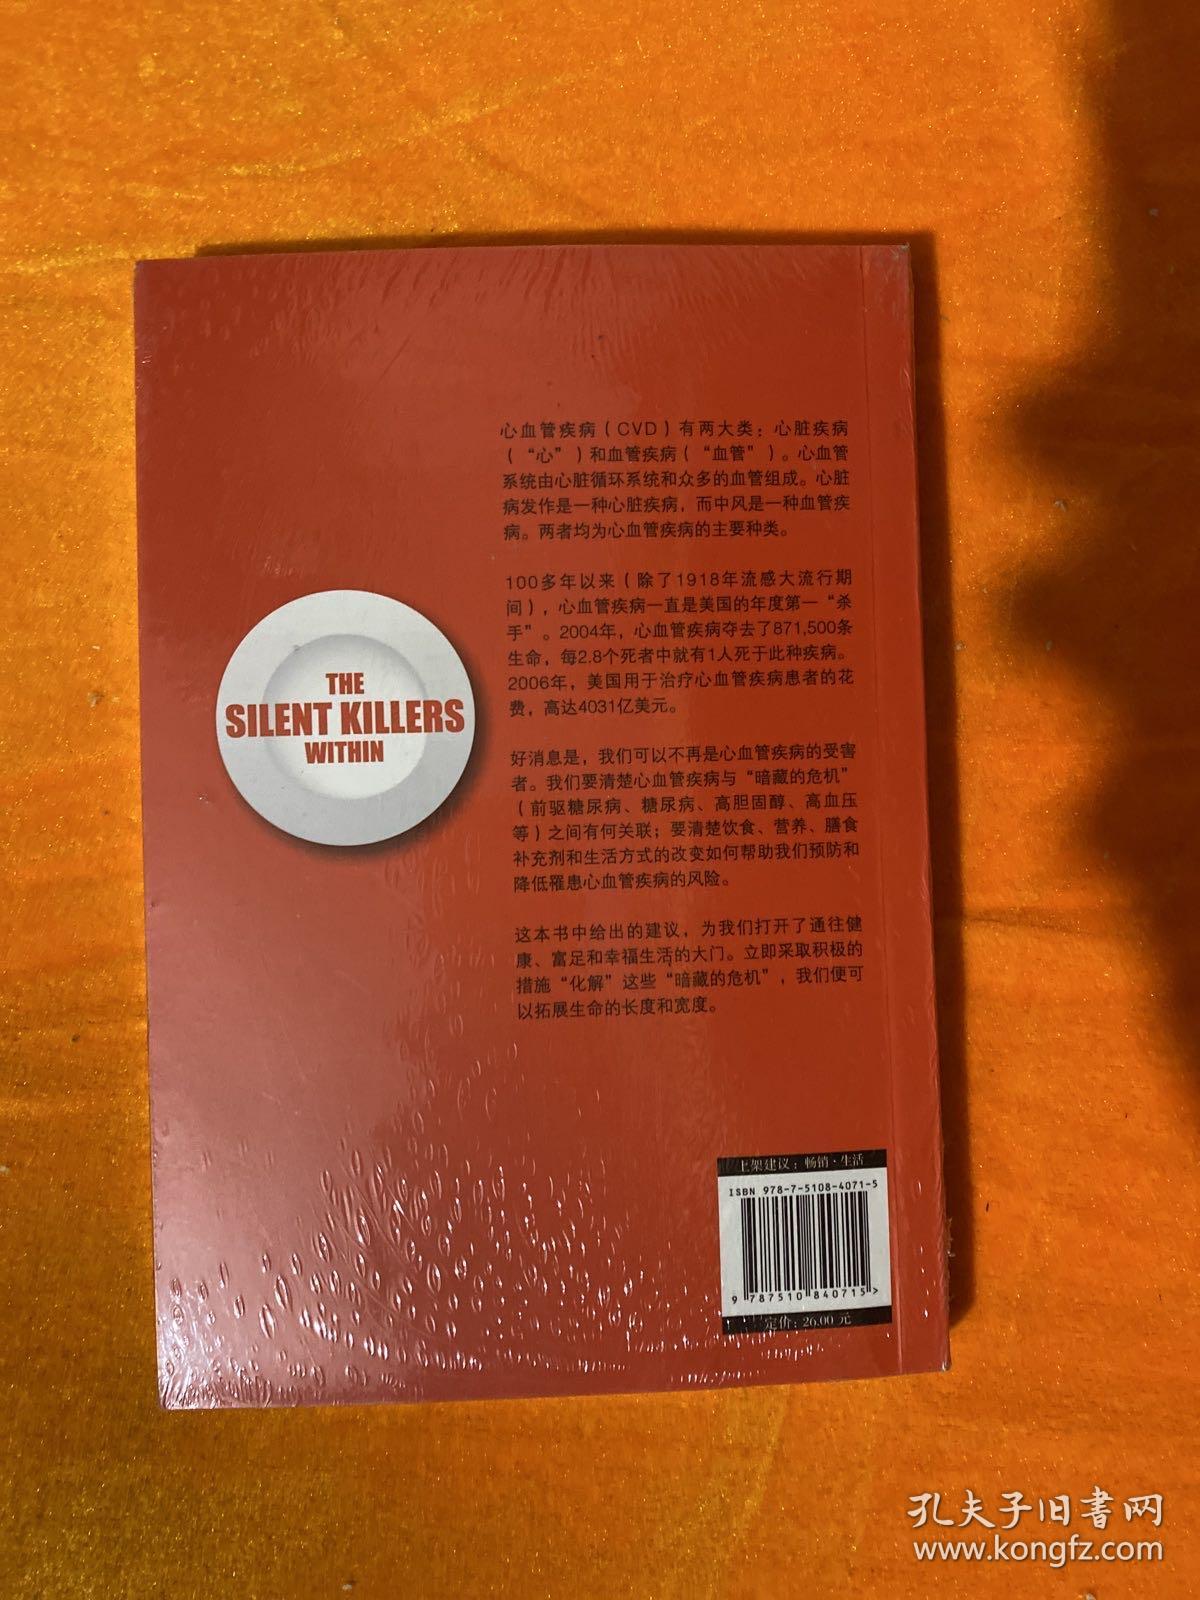 THE
SILENT KILLERS
WITHIN
心血管疾病（CVD）有两大类：心脏疾病
（“心”）和血管疾病（“血管”）。心血管
系统由心脏循环系统和众多的血管组成。心脏
病发作是一种心脏疾病，而中风是一种血管疾
病。两者均为心血管疾病的主要种类。
100多年以来（除了1918年流感大流行期
间），心血管疾病一直是美国的年度第一“杀
手”。2004年，心血管疾病夺去了871,500条
生命，每2.8个死者中就有1人死于此种疾病。
2006年，美国用于治疗心血管疾病患者的花
费，高达4031亿美元。
好消息是，我们可以不再是心血管疾病的受害
者。我们要清楚心血管疾病与“暗藏的危机”
（前驱糖尿病、糖尿病、高胆固醇、高血压
等）之间有何关联；要清楚饮食、营养、膳食
补充剂和生活方式的改变如何帮助我们预防和
降低罹患心血管疾病的风险。
这本书中给出的建议，为我们打开了通往健
康、富足和幸福生活的大门。立即采取积极的
措施“化解”这些“暗藏的危机”，我们便可
以拓展生命的长度和宽度。
上架建议：畅销·生活
ISBN 978-7-5108-4071-5
9 787510 840715>
定价：26.00 元
孔夫子旧书网
www.kongfz.com